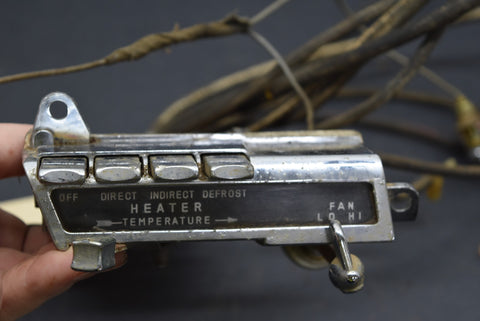 OFF DIRECT INDIRECT DEFROST
HEATER
TEMPERATURE
FAN
LO HI